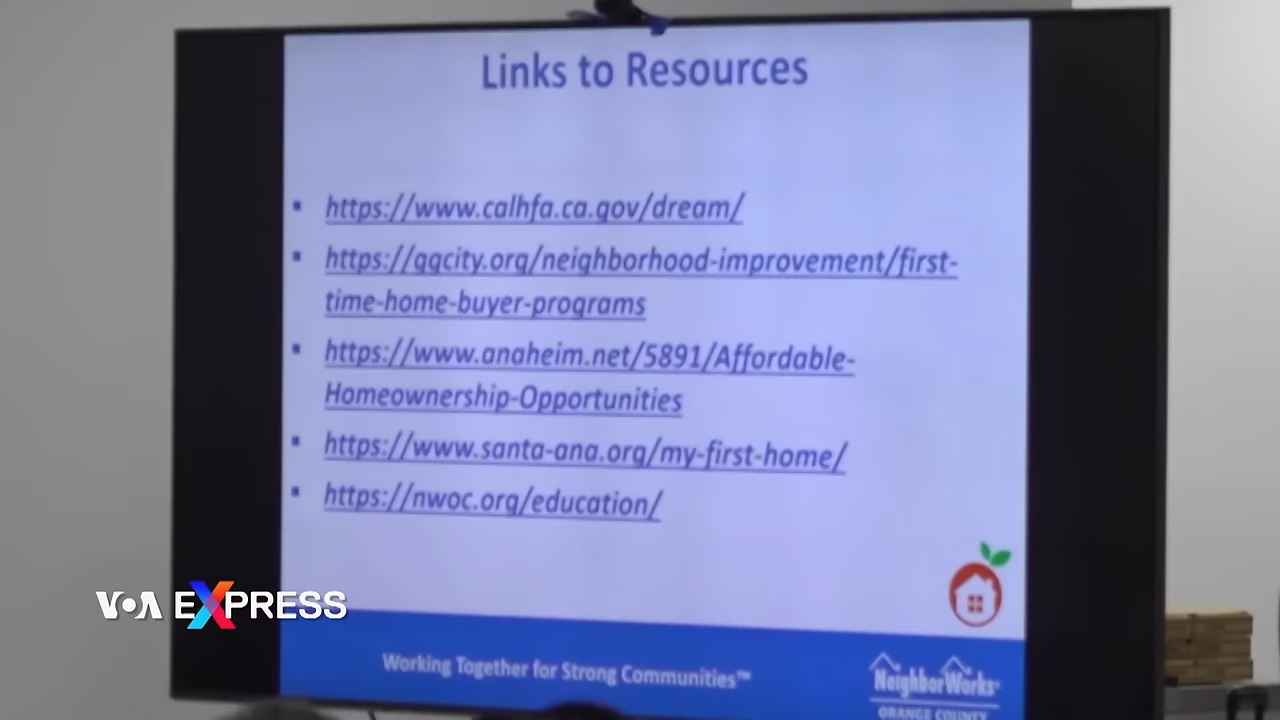 Links to Resources
▪ https://www.calhfa.ca.gov/dream/
▪ https://ggcity.org/neighborhood-improvement/first-
time-home-buyer-programs
▪ https://www.anaheim.net/5891/Affordable-
Homeownership-Opportunities
▪ https://www.santa-ana.org/my-first-home/
▪ https://nwoc.org/education/
VOA EXPRESS
Working Together for Strong Communities™
NeighborWorks®
ORANGE COUNTY